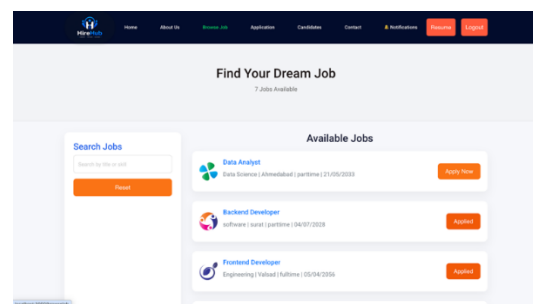 HireHub
Home About Us Browse Job Application Candidates Contact Notifications Resume Logout
Find Your Dream Job
7 Jobs Available
Search Jobs
Search by title or skill
Reset
Available Jobs
Data Analyst
Data Science | Ahmedabad | parttime | 21/05/2033
Apply Now
Backend Developer
software | surat | parttime | 04/07/2028
Applied
Frontend Developer
Engineering | Valsad | fulltime | 05/04/2056
Applied